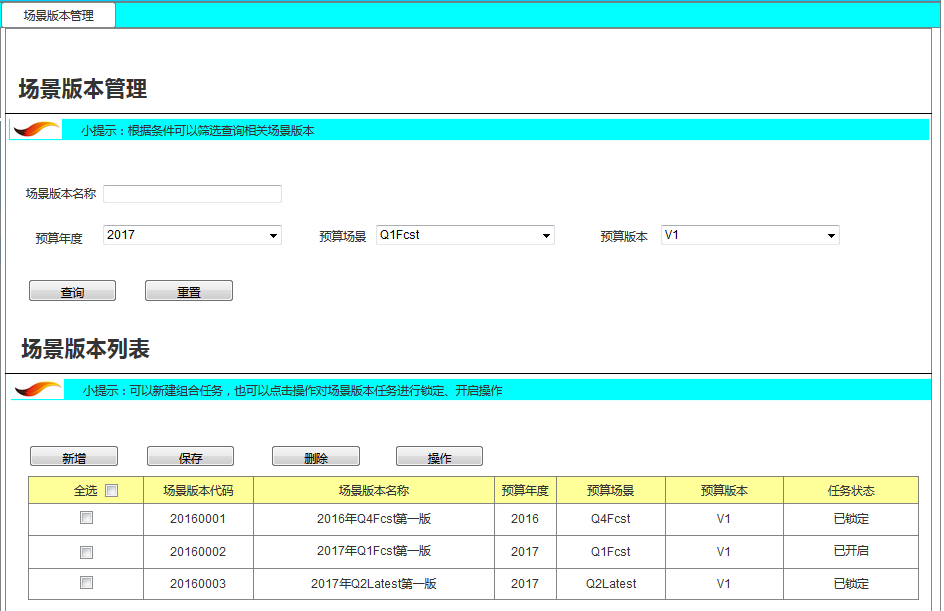 场景版本管理
场景版本管理
小提示：根据条件可以筛选查询相关场景版本
场景版本名称
预算年度 2017 预算场景 Q1Fcst 预算版本 V1
查询 重置
场景版本列表
小提示：可以新建组合任务，也可以点击操作对场景版本任务进行锁定、开启操作
新增 保存 删除 操作
全选 场景版本代码 场景版本名称 预算年度 预算场景 预算版本 任务状态
20160001 2016年Q4Fcst第一版 2016 Q4Fcst V1 已锁定
20160002 2017年Q1Fcst第一版 2017 Q1Fcst V1 已开启
20160003 2017年Q2Latest第一版 2017 Q2Latest V1 已锁定